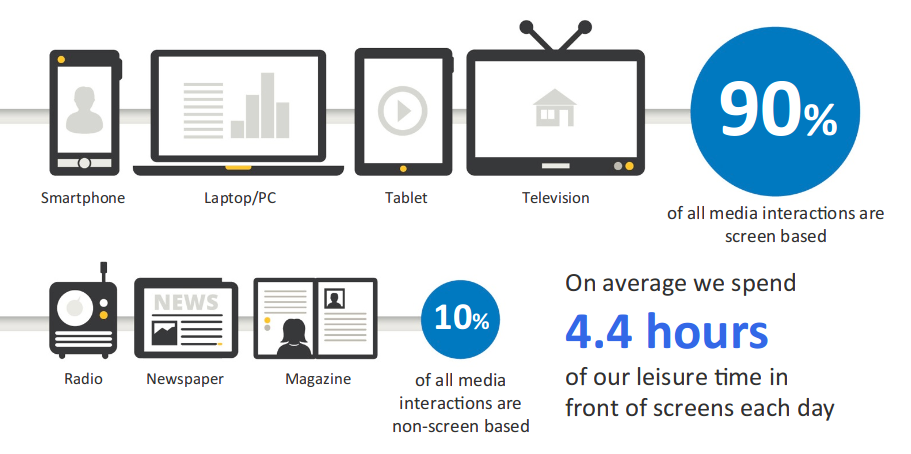 Smartphone
Laptop/PC
Tablet
Television
90%
of all media interactions are
screen based
NEWS
Radio
Newspaper
Magazine
10%
of all media
interactions are
non-screen based
On average we spend
4.4 hours
of our leisure time in
front of screens each day